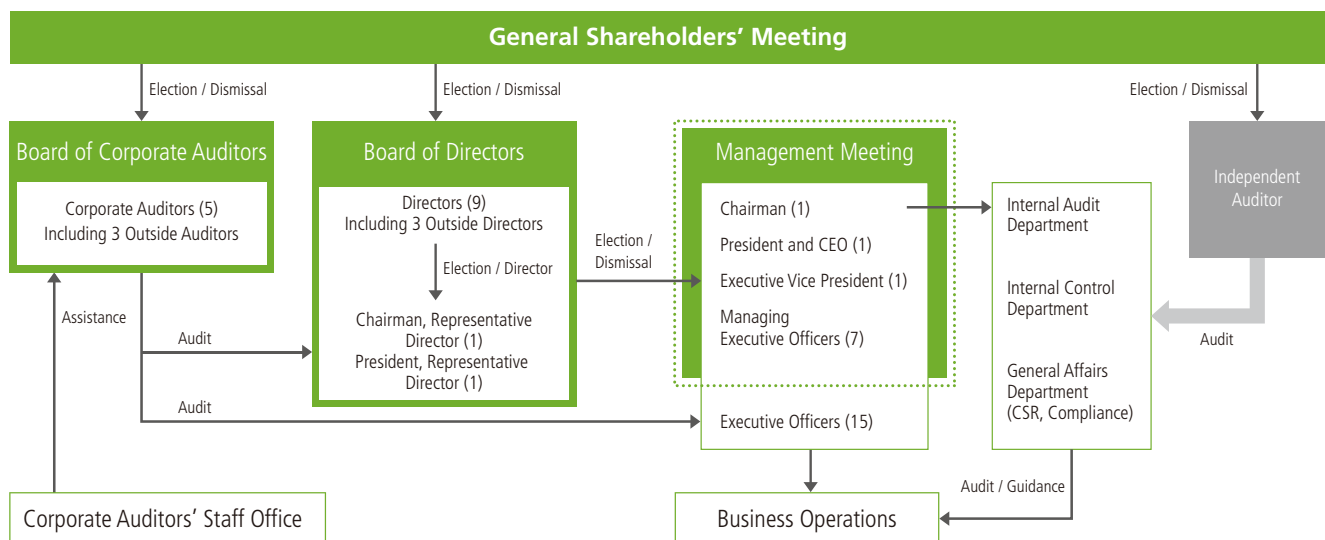 General Shareholders’ Meeting
Election / Dismissal
Election / Dismissal
Election / Dismissal
Board of Corporate Auditors
Corporate Auditors (5)
Including 3 Outside Auditors
Board of Directors
Directors (9)
Including 3 Outside Directors
Election / Director
Chairman, Representative
Director (1)
President, Representative
Director (1)
Election /
Dismissal
Management Meeting
Chairman (1)
President and CEO (1)
Executive Vice President (1)
Managing
Executive Officers (7)
Executive Officers (15)
Internal Audit
Department
Internal Control
Department
General Affairs
Department
(CSR, Compliance)
Independent
Auditor
Audit
Assistance
Audit
Audit
Audit / Guidance
Corporate Auditors’ Staff Office
Business Operations